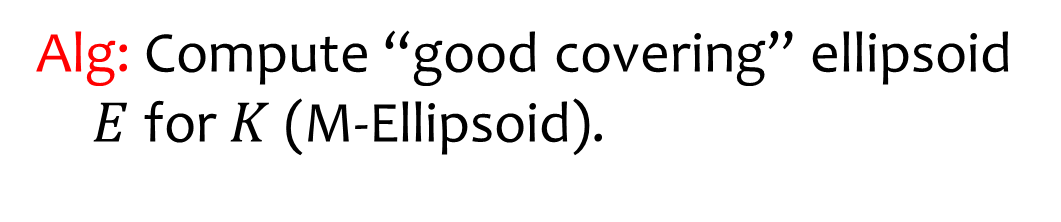 Alg: Compute “good covering” ellipsoid
E for K (M-Ellipsoid).